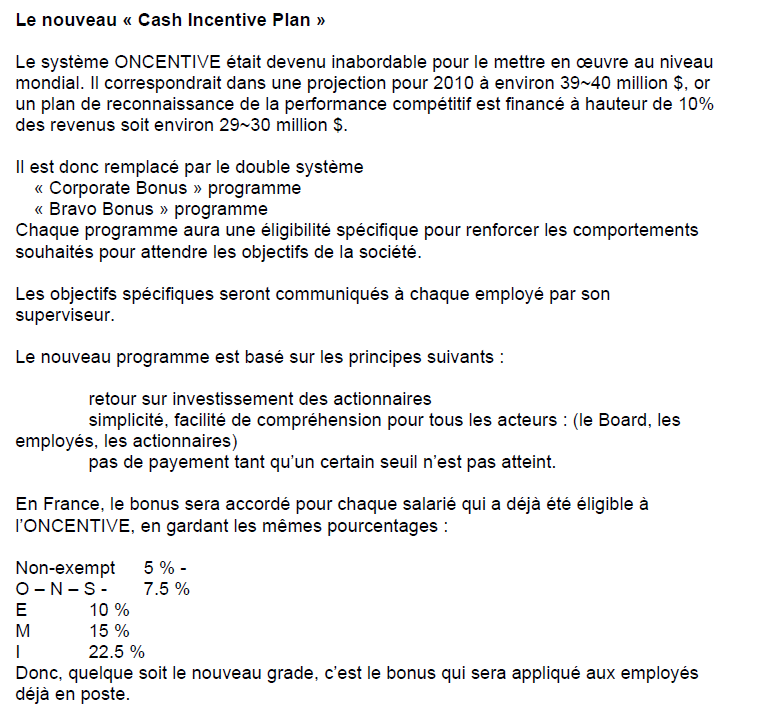 Le nouveau « Cash Incentive Plan »
Le système ONCENTIVE était devenu inabordable pour le mettre en œuvre au niveau
mondial. Il correspondrait dans une projection pour 2010 à environ 39~40 million $, or
un plan de reconnaissance de la performance compétitif est financé à hauteur de 10%
des revenus soit environ 29~30 million $.
Il est donc remplacé par le double système
« Corporate Bonus » programme
« Bravo Bonus » programme
Chaque programme aura une éligibilité spécifique pour renforcer les comportements
souhaités pour attendre les objectifs de la société.
Les objectifs spécifiques seront communiqués à chaque employé par son
superviseur.
Le nouveau programme est basé sur les principes suivants :
retour sur investissement des actionnaires
simplicité, facilité de compréhension pour tous les acteurs : (le Board, les
employés, les actionnaires)
pas de payement tant qu'un certain seuil n'est pas atteint.
En France, le bonus sera accordé pour chaque salarié qui a déjà été éligible à
l'ONCENTIVE, en gardant les mêmes pourcentages :
Non-exempt 5 % -
O – N – S - 7.5 %
E 10 %
M 15 %
I 22.5 %
Donc, quelque soit le nouveau grade, c'est le bonus qui sera appliqué aux employés
déjà en poste.